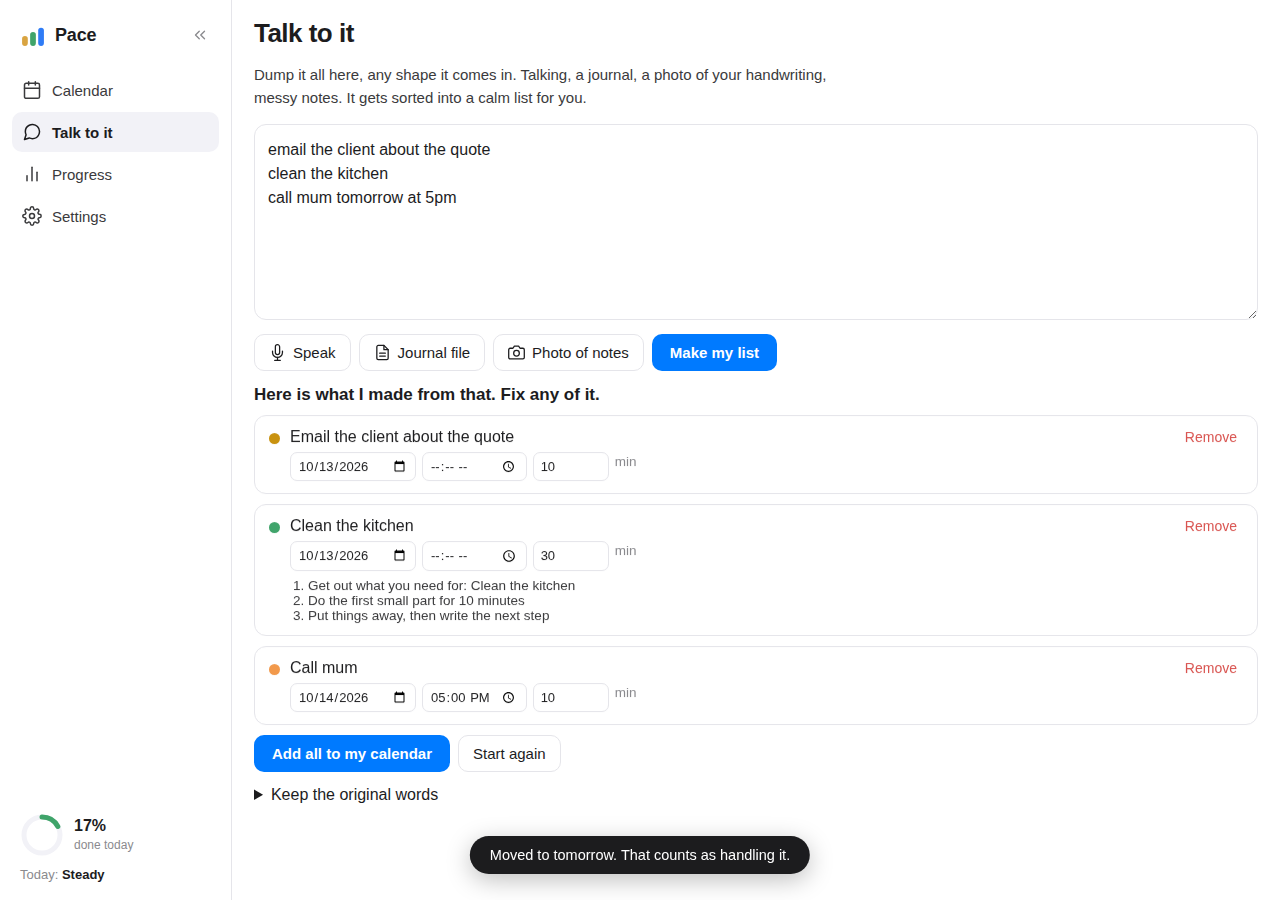 Pace
Calendar
Talk to it
Progress
Settings
17%
done today
Today: Steady
Talk to it
Dump it all here, any shape it comes in. Talking, a journal, a photo of your handwriting,
messy notes. It gets sorted into a calm list for you.
email the client about the quote
clean the kitchen
call mum tomorrow at 5pm
Speak
Journal file
Photo of notes
Make my list
Here is what I made from that. Fix any of it.
Email the client about the quote
Remove
10/13/2026
--:-- --
10
min
Clean the kitchen
Remove
10/13/2026
--:-- --
30
min
1. Get out what you need for: Clean the kitchen
2. Do the first small part for 10 minutes
3. Put things away, then write the next step
Call mum
Remove
10/14/2026
05:00 PM
10
min
Add all to my calendar
Start again
Keep the original words
Moved to tomorrow. That counts as handling it.